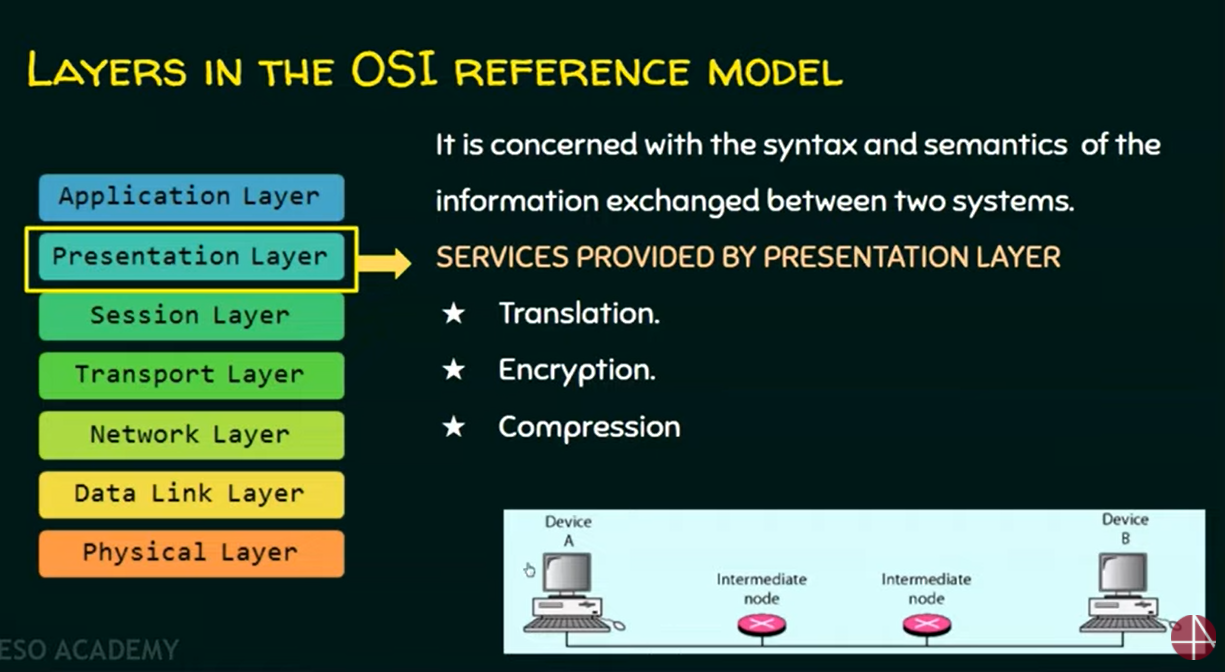 LAYERS IN THE OSI REFERENCE MODEL
Application Layer
Presentation Layer
Session Layer
Transport Layer
Network Layer
Data Link Layer
Physical Layer
It is concerned with the syntax and semantics of the
information exchanged between two systems.
SERVICES PROVIDED BY PRESENTATION LAYER
★ Translation.
★ Encryption.
★ Compression
Device
A
Intermediate
node
Intermediate
node
Device
B
ESO ACADEMY